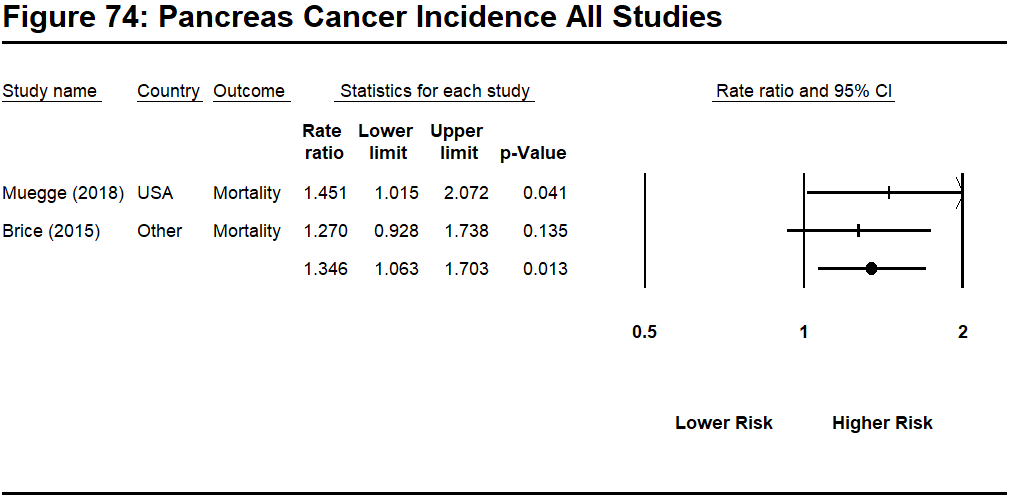 Figure 74: Pancreas Cancer Incidence All Studies
Study name Country Outcome Statistics for each study Rate ratio and 95% CI
Rate Lower Upper
ratio limit limit p-Value
Muegge (2018) USA Mortality 1.451 1.015 2.072 0.041
Brice (2015) Other Mortality 1.270 0.928 1.738 0.135
1.346 1.063 1.703 0.013
0.5 1 2
Lower Risk Higher Risk